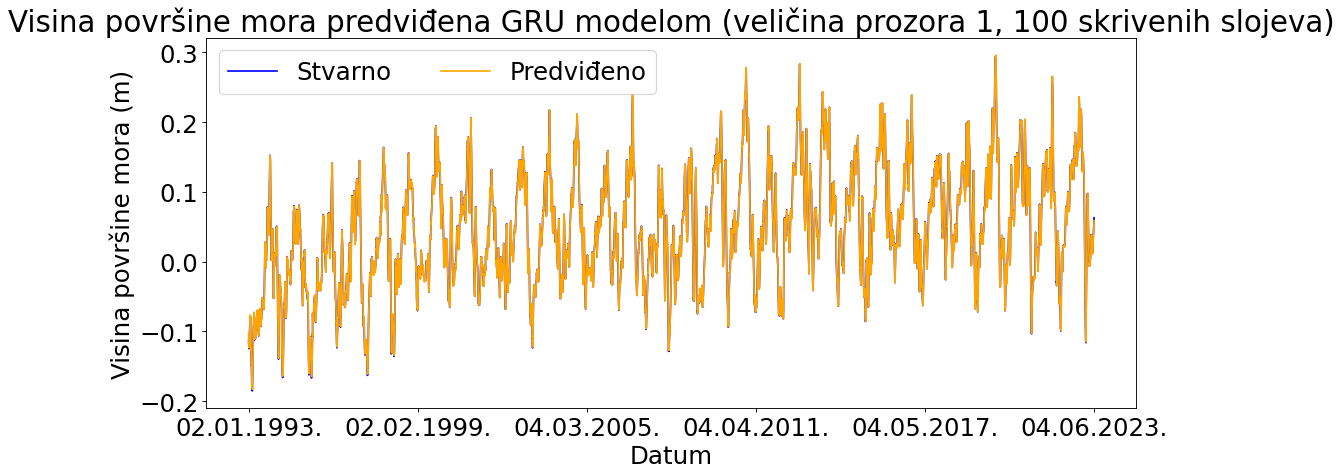 Visina površine mora predviđena GRU modelom (veličina prozora 1, 100 skrivenih slojeva)
Stvarno Predviđeno
Visina površine mora (m)
0.3
0.2
0.1
0.0
−0.1
−0.2
02.01.1993. 02.02.1999. 04.03.2005. 04.04.2011. 04.05.2017. 04.06.2023.
Datum